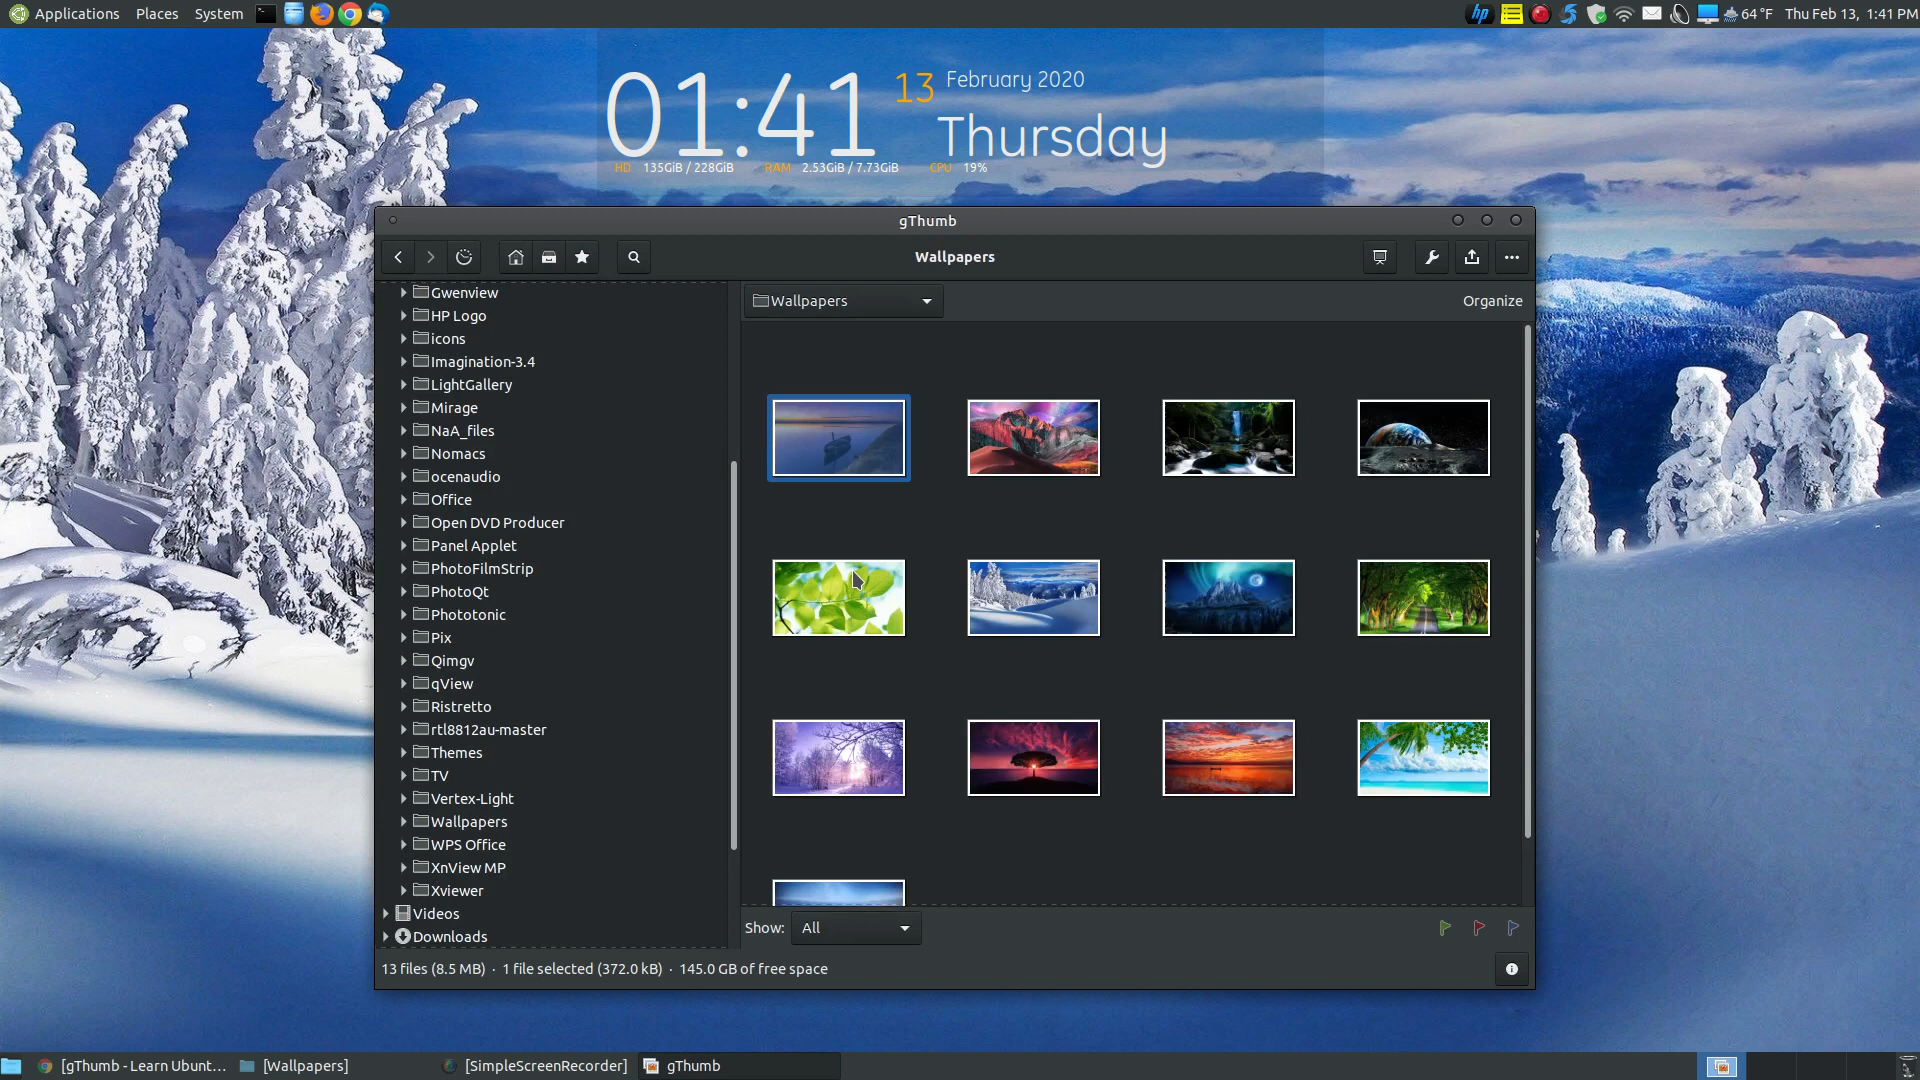 Applications Places System
hp
64 °F Thu Feb 13, 1:41 PM
01:41
13 February 2020
Thursday
HD 135GiB / 228GiB RAM 2.53GiB / 7.73GiB CPU 19%
gThumb
Wallpapers
Gwenview
HP Logo
icons
Imagination-3.4
LightGallery
Mirage
NaA_files
Nomacs
ocenaudio
Office
Open DVD Producer
Panel Applet
PhotoFilmStrip
PhotoQt
Phototonic
Pix
Qimgv
qView
Ristretto
rtl8812au-master
Themes
TV
Vertex-Light
Wallpapers
WPS Office
XnView MP
Xviewer
Videos
Downloads
Wallpapers
Organize
Show: All
13 files (8.5 MB) · 1 file selected (372.0 kB) · 145.0 GB of free space
[gThumb - Learn Ubunt... [Wallpapers] [SimpleScreenRecorder] gThumb